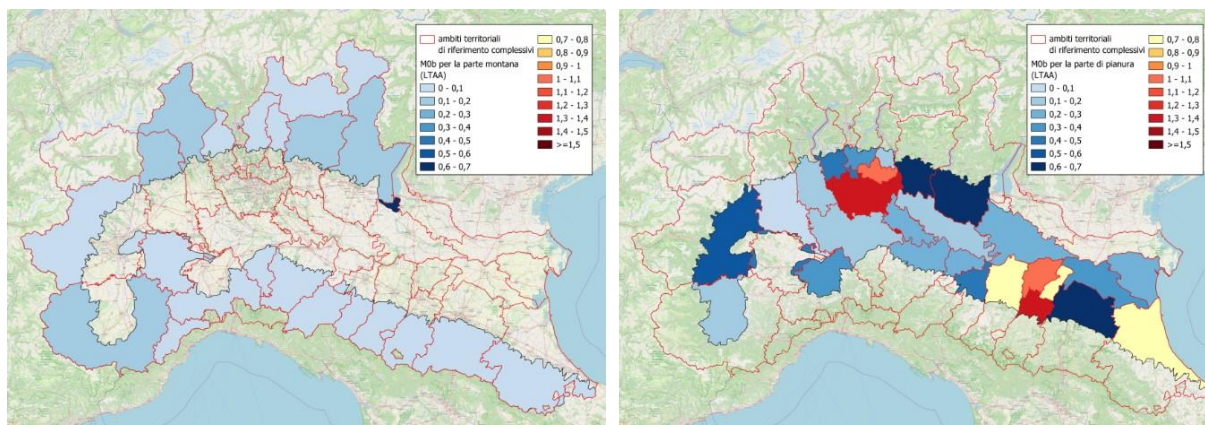 ambiti territoriali
di riferimento complessivi
M0b per la parte montana
(LTAA)
0 - 0,1
0,1 - 0,2
0,2 - 0,3
0,3 - 0,4
0,4 - 0,5
0,5 - 0,6
0,6 - 0,7
0,7 - 0,8
0,8 - 0,9
0,9 - 1
1 - 1,1
1,1 - 1,2
1,2 - 1,3
1,3 - 1,4
1,4 - 1,5
>=1,5
ambiti territoriali
di riferimento complessivi
M0b per la parte di pianura
(LTAA)
0 - 0,1
0,1 - 0,2
0,2 - 0,3
0,3 - 0,4
0,4 - 0,5
0,5 - 0,6
0,6 - 0,7
0,7 - 0,8
0,8 - 0,9
0,9 - 1
1 - 1,1
1,1 - 1,2
1,2 - 1,3
1,3 - 1,4
1,4 - 1,5
>=1,5